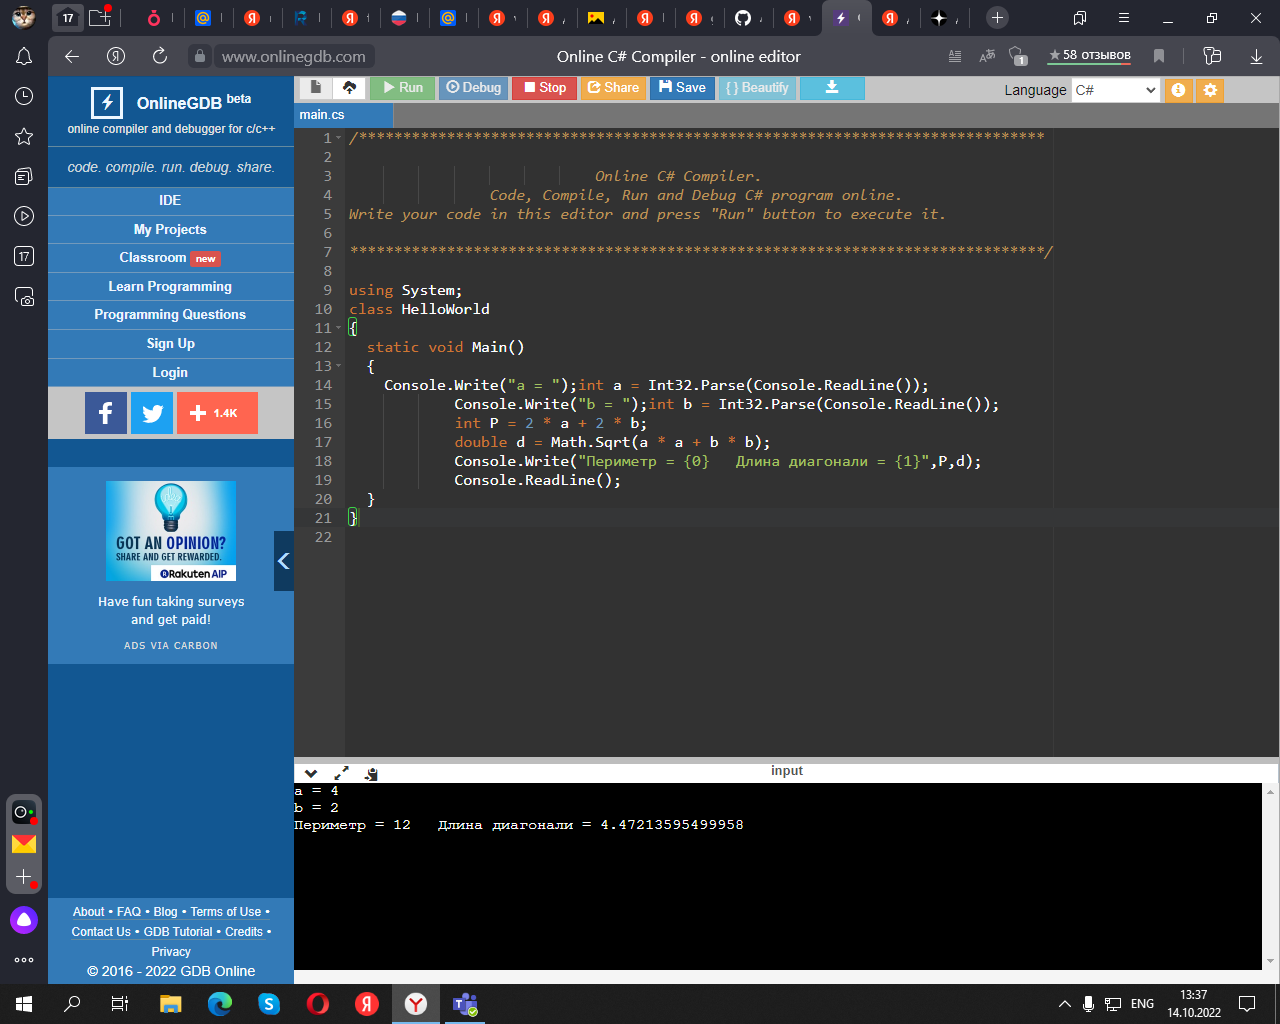 17
58 отзывов
www.onlinegdb.com
Online C# Compiler - online editor
1
OnlineGDB beta
online compiler and debugger for c/c++
code. compile. run. debug. share.
IDE
My Projects
Classroom new
Learn Programming
Programming Questions
Sign Up
Login
1.4K
GOT AN OPINION?
SHARE AND GET REWARDED.
Rakuten AIP
Have fun taking surveys
and get paid!
ADS VIA CARBON
About • FAQ • Blog • Terms of Use •
Contact Us • GDB Tutorial • Credits •
Privacy
© 2016 - 2022 GDB Online
Run Debug Stop Share Save { } Beautify
Language C#
main.cs
1 /******************************************************************************
2
3 Online C# Compiler.
4 Code, Compile, Run and Debug C# program online.
5 Write your code in this editor and press "Run" button to execute it.
6
7 *******************************************************************************/
8
9 using System;
10 class HelloWorld
11 {
12 static void Main()
13 {
14 Console.Write("a = ");int a = Int32.Parse(Console.ReadLine());
15 Console.Write("b = ");int b = Int32.Parse(Console.ReadLine());
16 int P = 2 * a + 2 * b;
17 double d = Math.Sqrt(a * a + b * b);
18 Console.Write("Периметр = {0}   Длина диагонали = {1}",P,d);
19 Console.ReadLine();
20 }
21 }
22
input
a = 4
b = 2
Периметр = 12   Длина диагонали = 4.47213595499958
17
ENG
13:37
14.10.2022